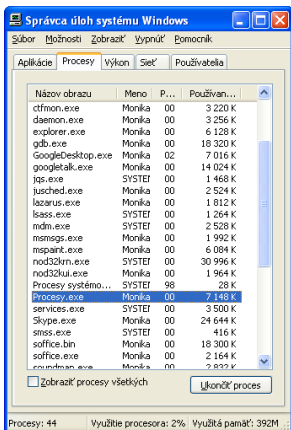 Správca úloh systému Windows
Súbor Možnosti Zobraziť Vypnúť Pomocník
Aplikácie Procesy Výkon Sieť Používatelia
Názov obrazu Meno P... Používan...
ctfmon.exe Monika 00 3 220 K
daemon.exe Monika 00 3 256 K
explorer.exe Monika 00 6 128 K
gdb.exe Monika 00 18 320 K
GoogleDesktop.exe Monika 02 7 016 K
googletalk.exe Monika 00 14 024 K
jqs.exe SYSTEM 00 1 468 K
jusched.exe Monika 00 2 524 K
lazarus.exe Monika 00 1 812 K
lsass.exe SYSTEM 00 1 264 K
mdm.exe SYSTEM 00 2 528 K
msmsgs.exe Monika 00 1 992 K
mspaint.exe Monika 00 6 084 K
nod32krn.exe SYSTEM 00 30 996 K
nod32kui.exe Monika 00 1 964 K
Procesy systémo... SYSTEM 98 28 K
Procesy.exe Monika 00 7 148 K
services.exe SYSTEM 00 3 500 K
Skype.exe Monika 00 24 644 K
smss.exe SYSTEM 00 416 K
soffice.bin Monika 00 18 300 K
soffice.exe Monika 00 2 164 K
soundman.exe Monika 00 2 832 K
Zobraziť procesy všetkých
Ukončiť proces
Procesy: 44 Využitie procesora: 2% Využitá pamäť: 392M